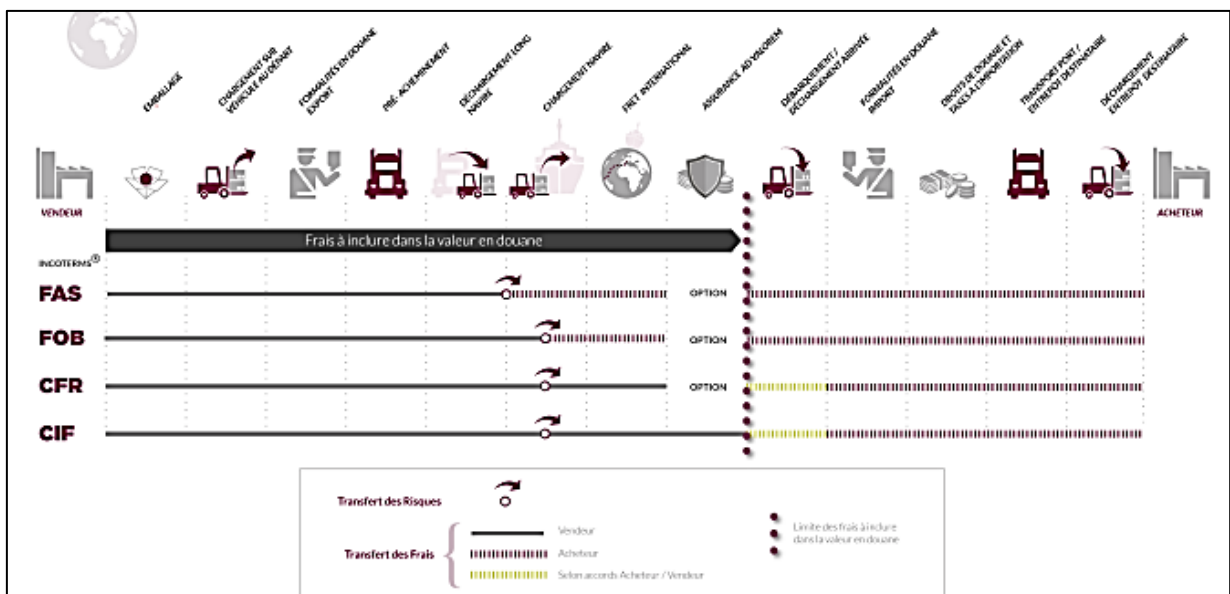 EMBALLAGE
CHARGEMENT SUR
VÉHICULE AU DÉPART
FORMALITÉS EN DOUANE
EXPORT
PRÉ - ACHEMINEMENT
DÉCHARGEMENT LONG
NAVIRE
CHARGEMENT NAVIRE
FRET INTERNATIONAL
ASSURANCE AD VALOREM
DÉBARQUEMENT /
DÉCHARGEMENT ARRIVÉE
FORMALITÉS EN DOUANE
IMPORT
DROITS DE DOUANE ET
TAXES À L'IMPORTATION
TRANSPORT PORT /
ENTREPÔT DESTINATAIRE
DÉCHARGEMENT
ENTREPÔT DESTINATAIRE
VENDEUR
ACHETEUR
Frais à inclure dans la valeur en douane
INCOTERMS®
FAS
OPTION
FOB
OPTION
CFR
OPTION
CIF
Transfert des Risques
Transfert des Frais
Vendeur
Acheteur
Selon accords Acheteur / Vendeur
Limite des frais à inclure
dans la valeur en douane